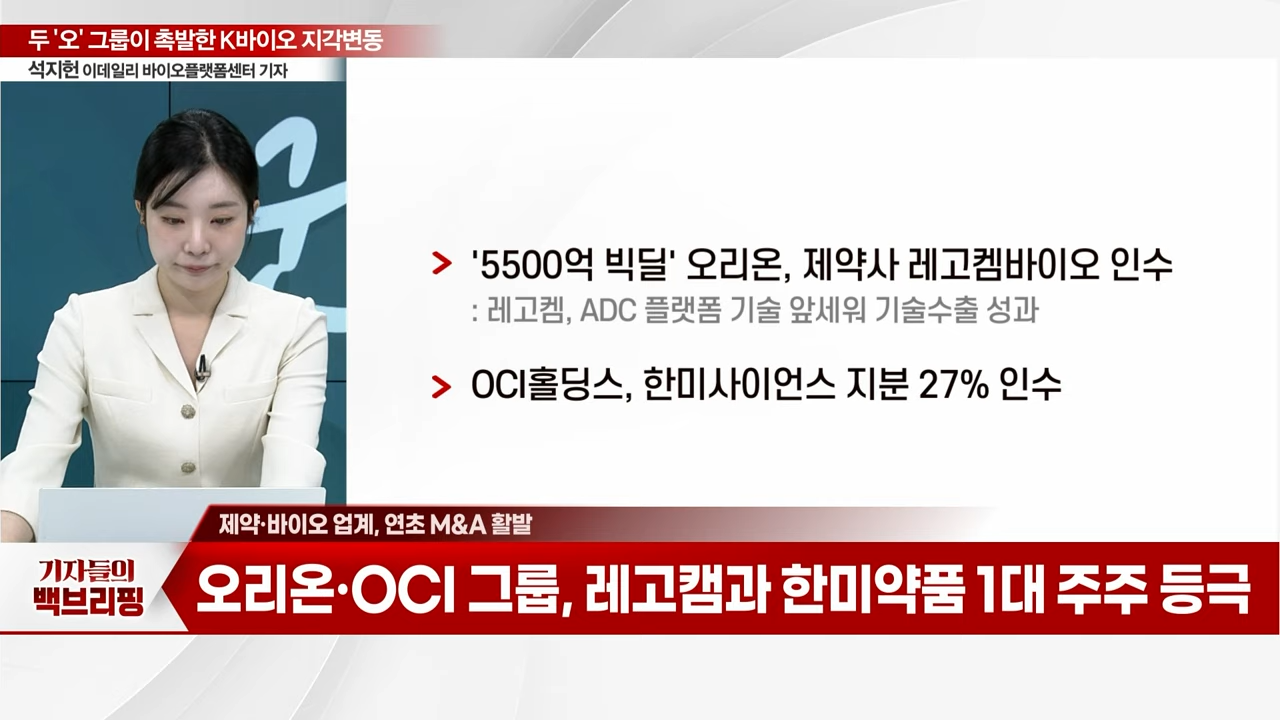 두 '오' 그룹이 촉발한 K바이오 지각변동
석지헌 이데일리 바이오플랫폼센터 기자
> '5500억 빅딜' 오리온, 제약사 레고켐바이오 인수
: 레고켐, ADC 플랫폼 기술 앞세워 기술수출 성과
> OCI홀딩스, 한미사이언스 지분 27% 인수
제약·바이오 업계, 연초 M&A 활발
기자들의
백브리핑
오리온·OCI 그룹, 레고캠과 한미약품 1대 주주 등극